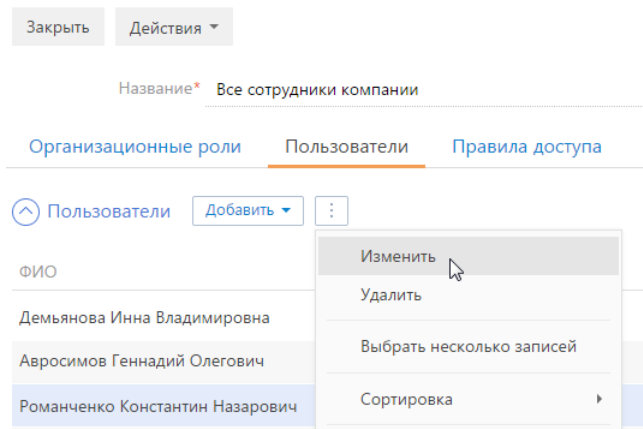 Закрыть Действия
Название* Все сотрудники компании
Организационные роли Пользователи Правила доступа
Пользователи Добавить
Изменить
ФИО
Удалить
Демьянова Инна Владимировна
Выбрать несколько записей
Авросимов Геннадий Олегович
Сортировка
Романченко Константин Назарович